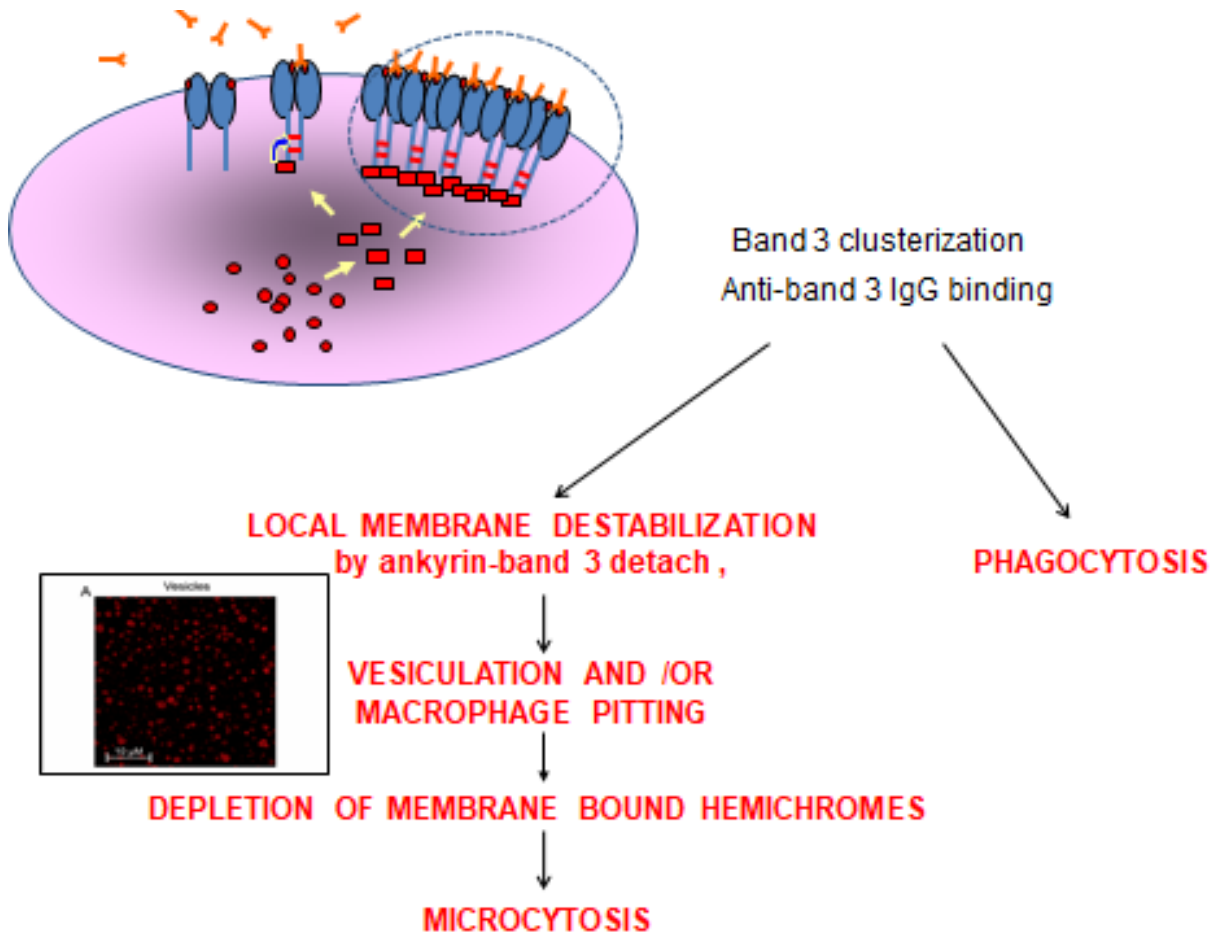 Band 3 clusterization
Anti-band 3 IgG binding
LOCAL MEMBRANE DESTABILIZATION
by ankyrin-band 3 detach ,
PHAGOCYTOSIS
A
Vesicles
10 µM
VESICULATION AND /OR
MACROPHAGE PITTING
DEPLETION OF MEMBRANE BOUND HEMICHROMES
MICROCYTOSIS